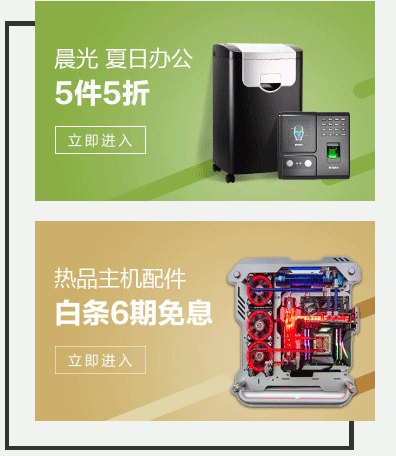 晨光 夏日办公
5件5折
立即进入
热品主机配件
白条6期免息
立即进入